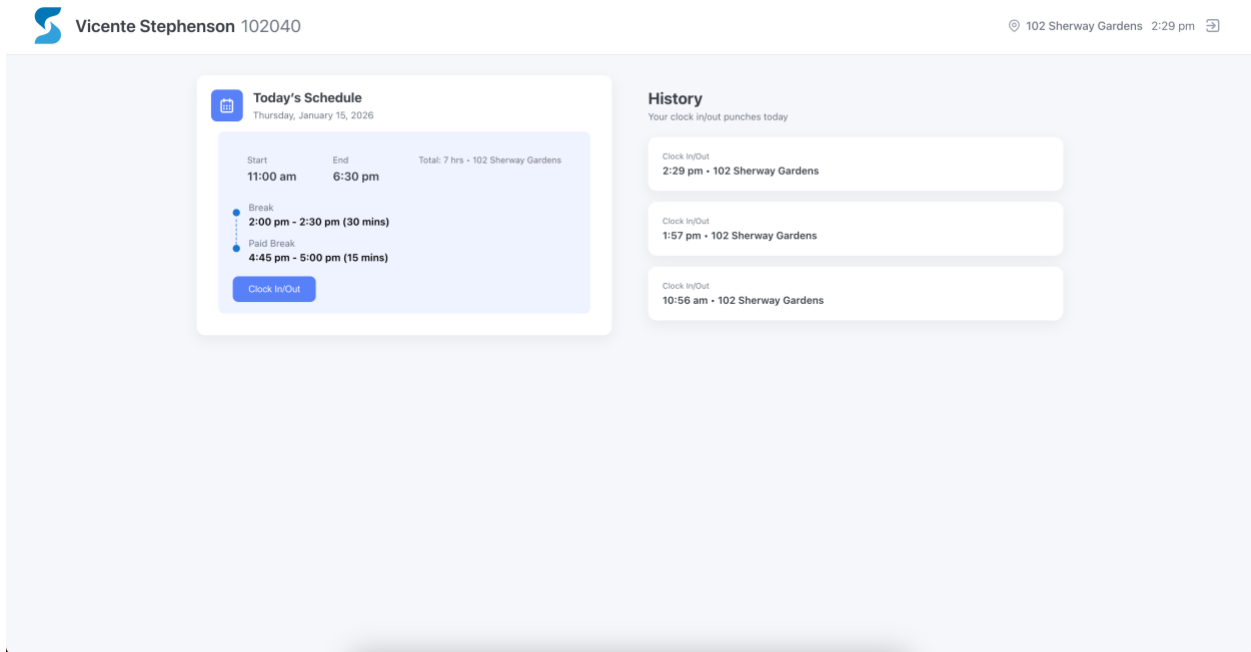 Vicente Stephenson 102040
102 Sherway Gardens 2:29 pm
Today's Schedule
Thursday, January 15, 2026
Start End Total: 7 hrs • 102 Sherway Gardens
11:00 am 6:30 pm
Break
2:00 pm - 2:30 pm (30 mins)
Paid Break
4:45 pm - 5:00 pm (15 mins)
Clock In/Out
History
Your clock in/out punches today
Clock In/Out
2:29 pm • 102 Sherway Gardens
Clock In/Out
1:57 pm • 102 Sherway Gardens
Clock In/Out
10:56 am • 102 Sherway Gardens